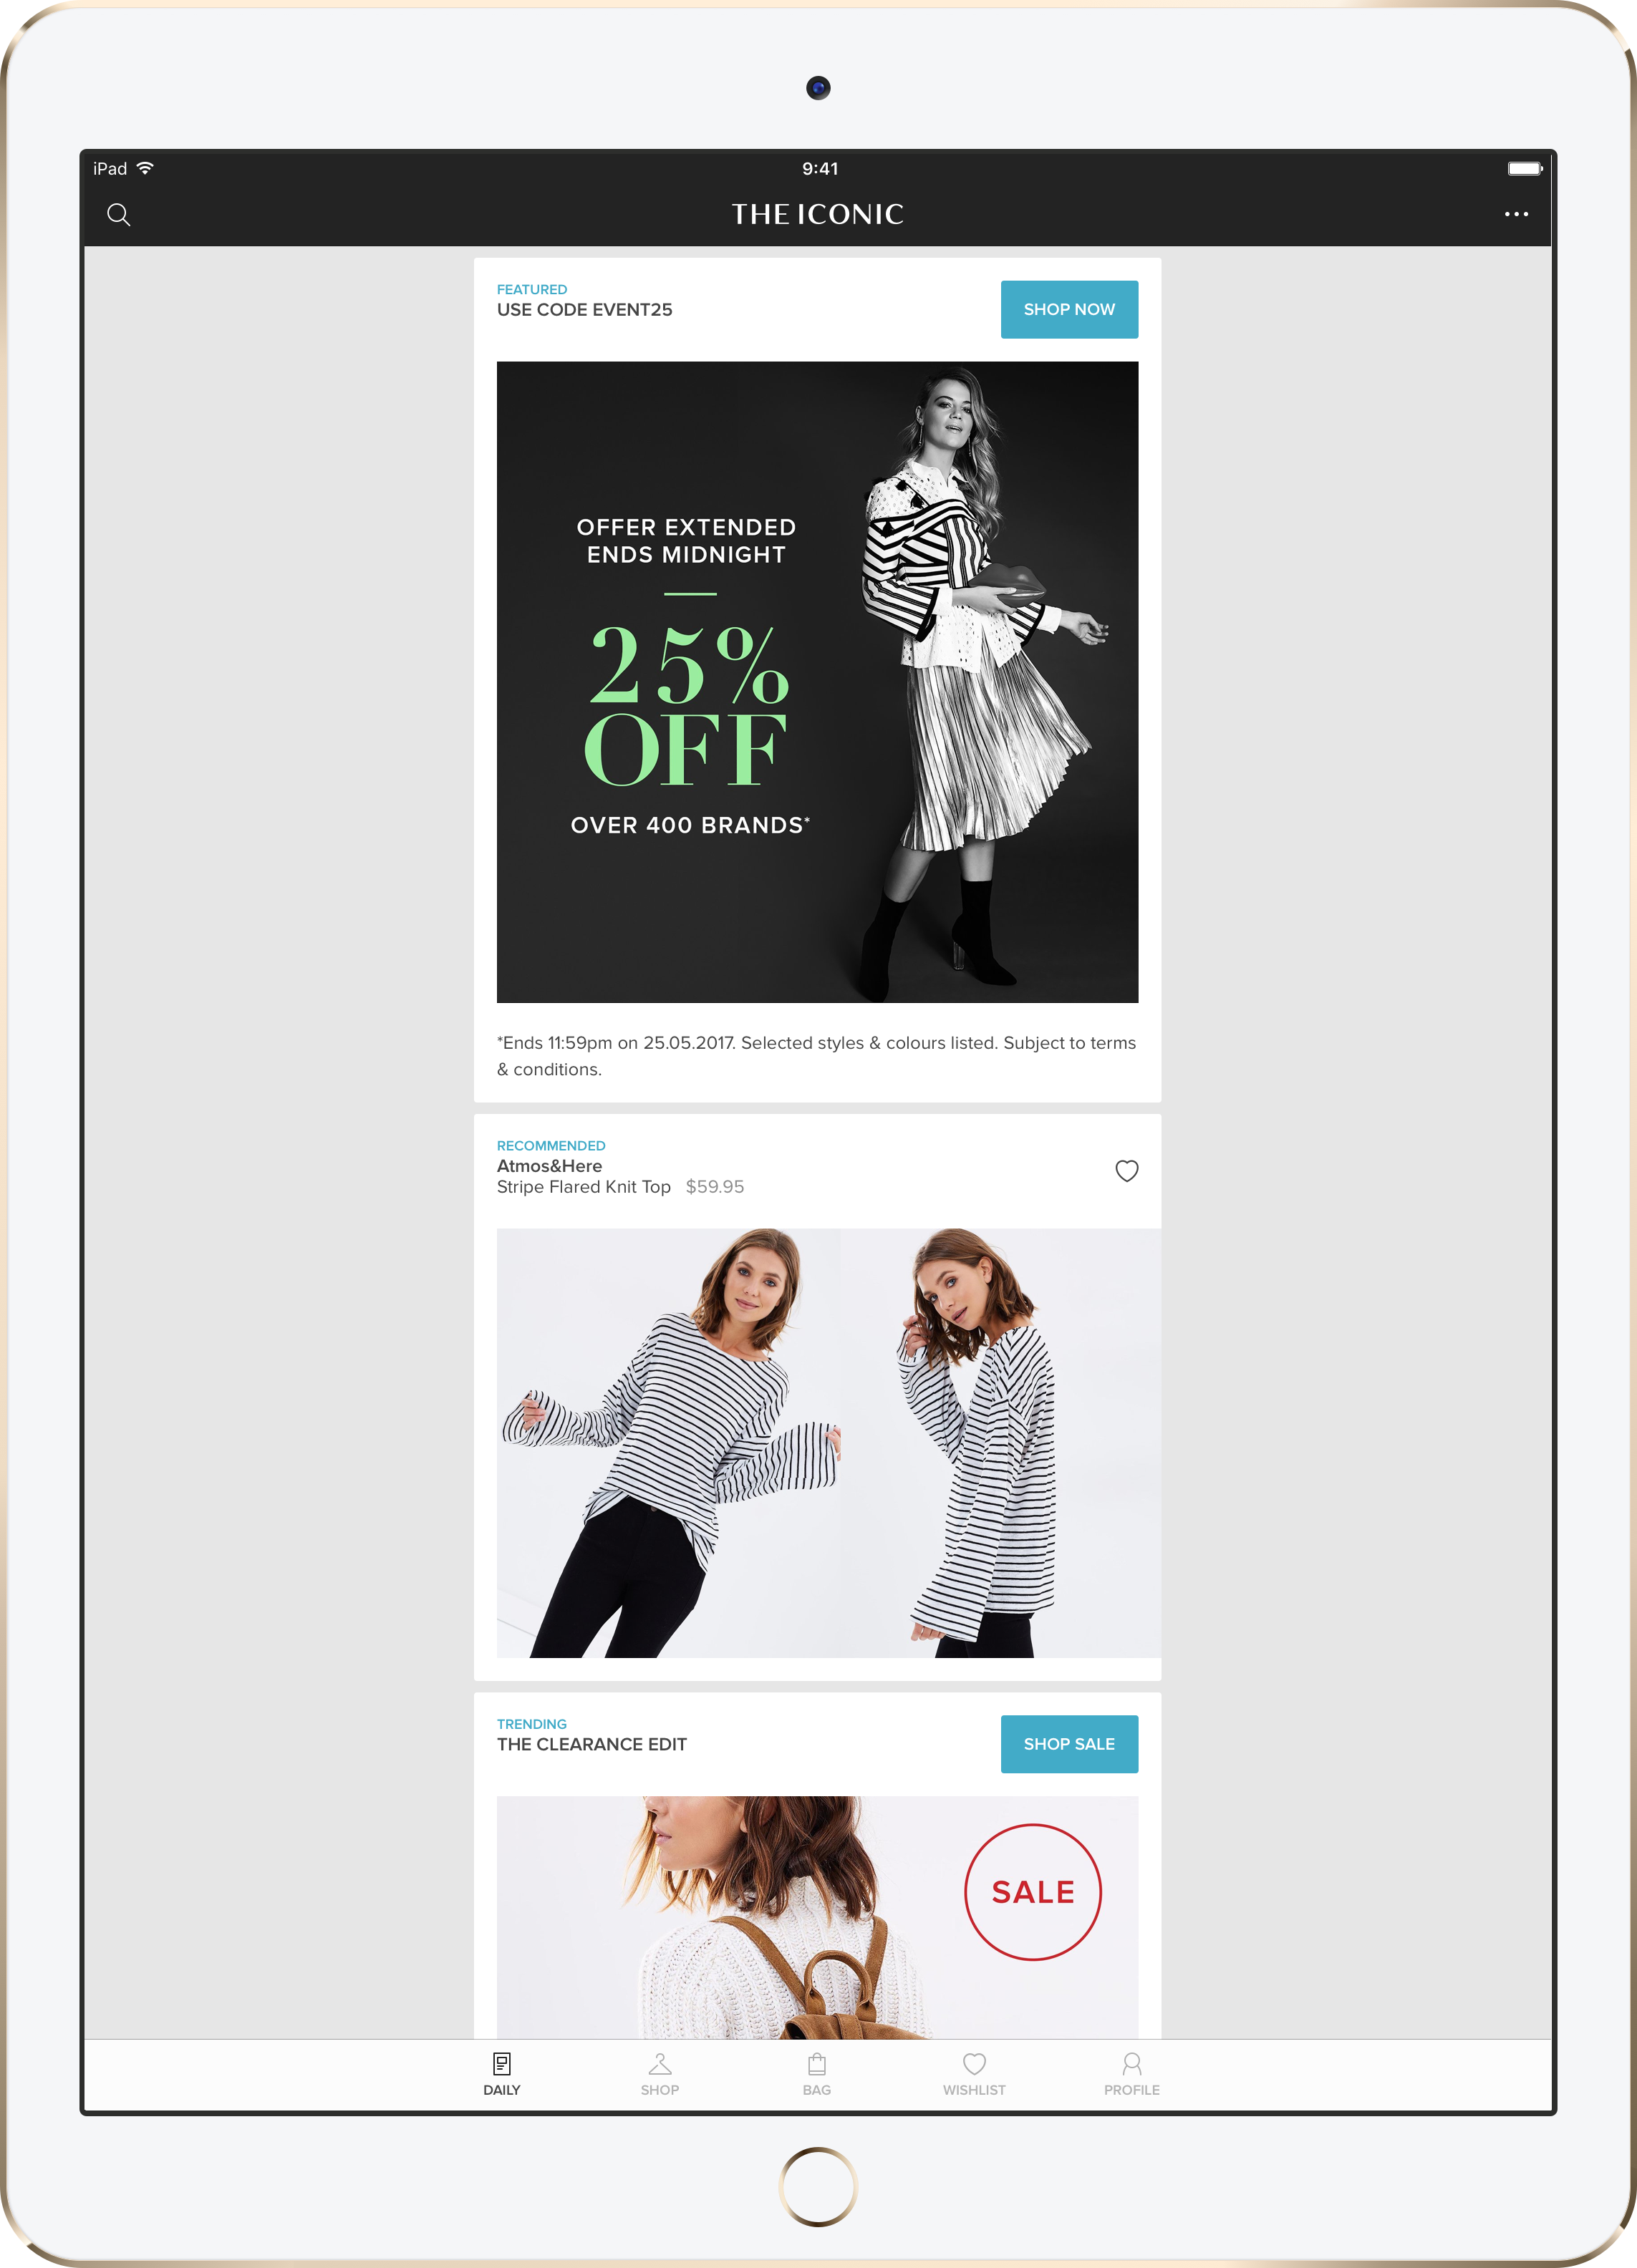 iPad
9:41
THE ICONIC
FEATURED
USE CODE EVENT25
SHOP NOW
OFFER EXTENDED
ENDS MIDNIGHT
25%
OFF
OVER 400 BRANDS*
*Ends 11:59pm on 25.05.2017. Selected styles & colours listed. Subject to terms
& conditions.
RECOMMENDED
Atmos&Here
Stripe Flared Knit Top $59.95
TRENDING
THE CLEARANCE EDIT
SHOP SALE
SALE
DAILY
SHOP
BAG
WISHLIST
PROFILE